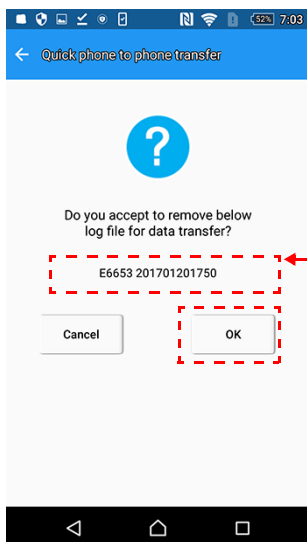 52% 7:03
Quick phone to phone transfer
?
Do you accept to remove below
log file for data transfer?
E6653 201701201750
Cancel OK